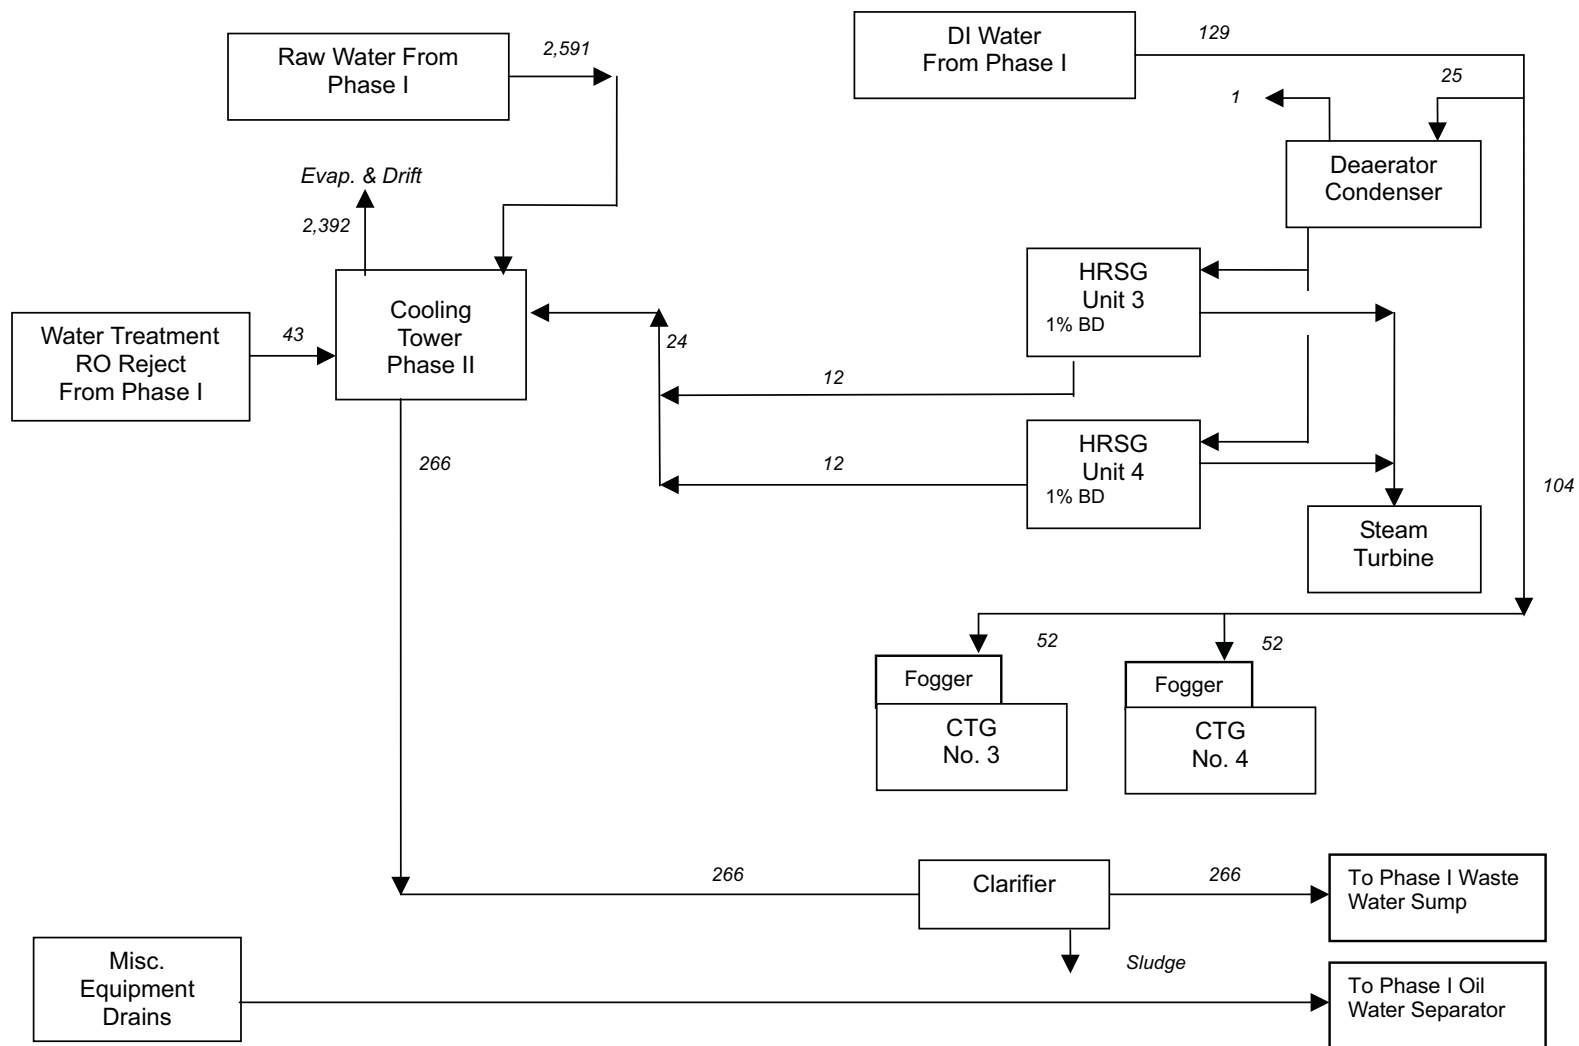 Raw Water From
Phase I
2,591
DI Water
From Phase I
129
25
1
Deaerator
Condenser
Evap. & Drift
2,392
Cooling
Tower
Phase II
Water Treatment
RO Reject
From Phase I
43
24
HRSG
Unit 3
1% BD
12
HRSG
Unit 4
1% BD
12
266
104
Steam
Turbine
52
52
Fogger
CTG
No. 3
Fogger
CTG
No. 4
266
Clarifier
266
To Phase I Waste
Water Sump
Sludge
Misc.
Equipment
Drains
To Phase I Oil
Water Separator